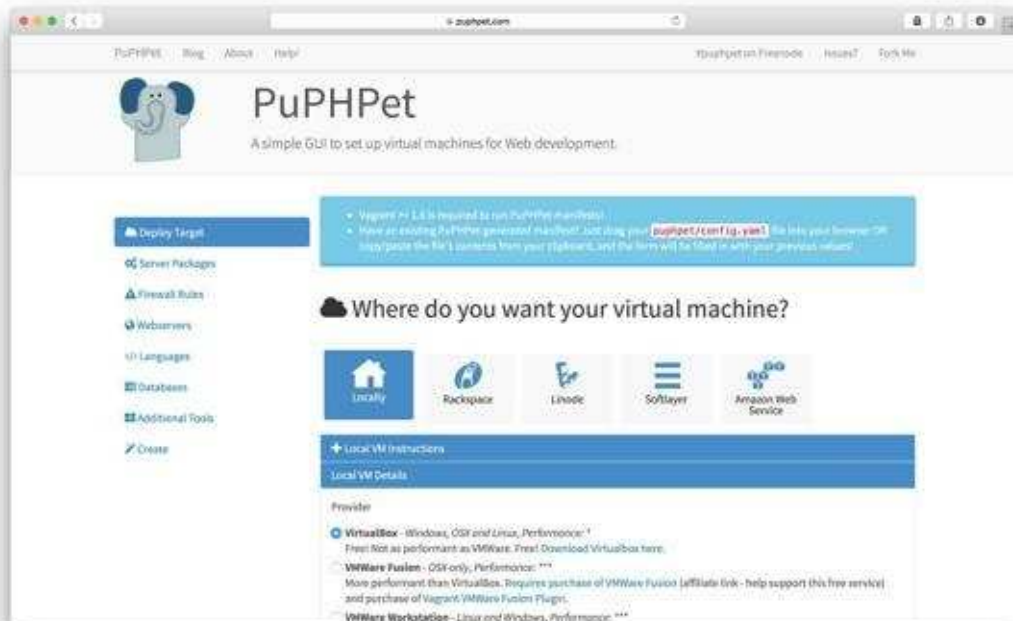 puphpet.com
PuPHPet Blog About Help!
#puphpet on Freenode Issues? Fork Me
PuPHPet
A simple GUI to set up virtual machines for Web development.
Deploy Target
Server Packages
Firewall Rules
Webservers
</> Languages
Databases
Additional Tools
Create
• Vagrant >= 1.6 is required to run PuPHPet manifests!
• Have an existing PuPHPet generated manifest? Just drag your puphpet/config.yaml file into your browser OR
copy/paste the file's contents from your clipboard, and the form will be filled in with your previous values!
Where do you want your virtual machine?
Locally
Rackspace
Linode
Softlayer
Amazon Web
Service
+ Local VM Instructions
Local VM Details
Provider
VirtualBox - Windows, OSX and Linux, Performance: *
Free! Not as performant as VMWare. Free! Download Virtualbox here.
VMWare Fusion - OSX only, Performance: ***
More performant than VirtualBox. Requires purchase of VMWare Fusion (affiliate link - help support this free service)
and purchase of Vagrant VMWare Fusion Plugin.
VMWare Workstation - Linux and Windows, Performance: ***